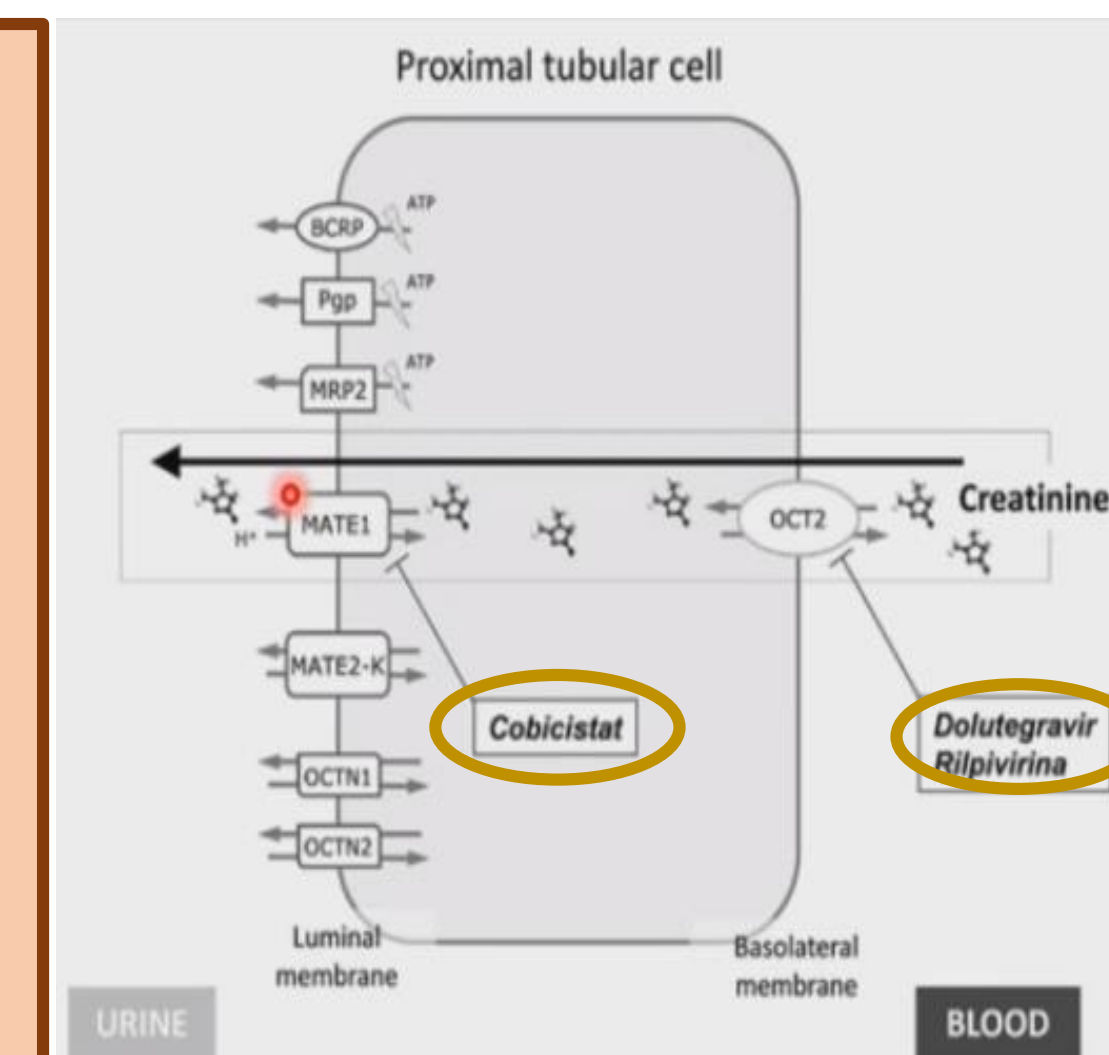 Proximal tubular cell
ATP
BCRP
ATP
Pgp
ATP
MRP2
Creatinine
MATE1
OCT2
H+
MATE2-K
Cobicistat
Dolutegravir
Rilpivirina
OCTN1
OCTN2
Luminal
membrane
Basolateral
membrane
URINE
BLOOD